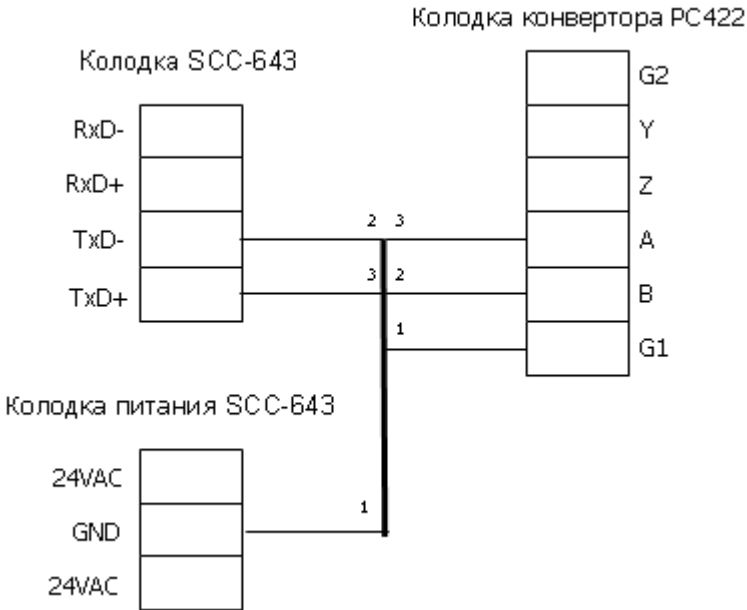 Колодка конвертора РС422
Колодка SCC-643
G2
RxD-
Y
RxD+
Z
TxD-
2 3
A
TxD+
3 2
B
1
G1
Колодка питания SCC-643
24VAC
1
GND
24VAC